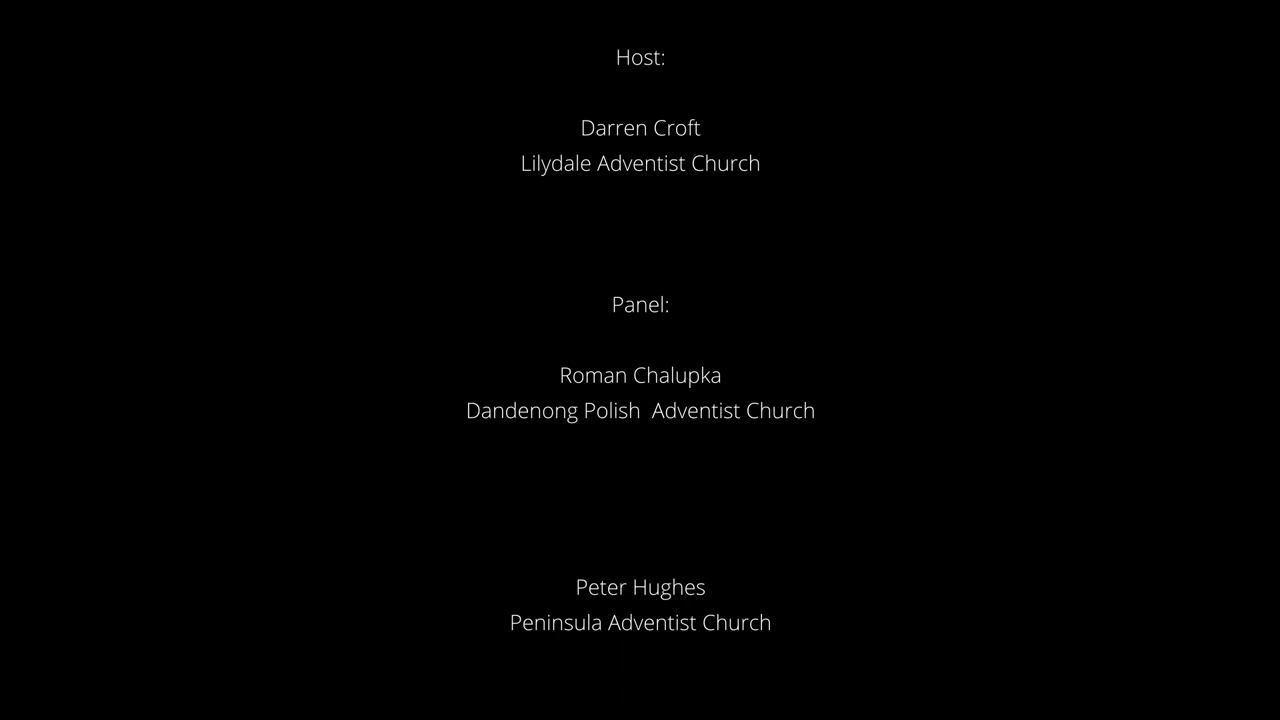 Host:
Darren Croft
Lilydale Adventist Church
Panel:
Roman Chalupka
Dandenong Polish  Adventist Church
Peter Hughes
Peninsula Adventist Church